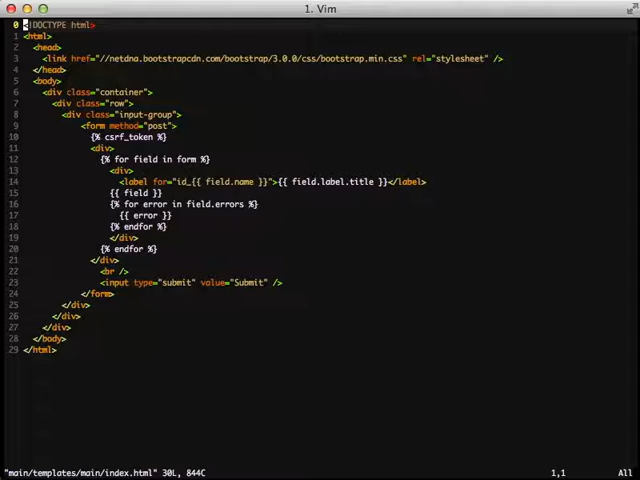 1. Vim
0 <!DOCTYPE html>
1 <html>
2 <head>
3 <link href="//netdna.bootstrapcdn.com/bootstrap/3.0.0/css/bootstrap.min.css" rel="stylesheet" />
4 </head>
5 <body>
6 <div class="container">
7 <div class="row">
8 <div class="input-group">
9 <form method="post">
10 {% csrf_token %}
11 <div>
12 {% for field in form %}
13 <div>
14 <label for="id_{{ field.name }}">{{ field.label.title }}</label>
15 {{ field }}
16 {% for error in field.errors %}
17 {{ error }}
18 {% endfor %}
19 </div>
20 {% endfor %}
21 </div>
22 <br />
23 <input type="submit" value="Submit" />
24 </form>
25 </div>
26 </div>
27 </div>
28 </body>
29 </html>
"main/templates/main/index.html" 30L, 844C 1,1 All